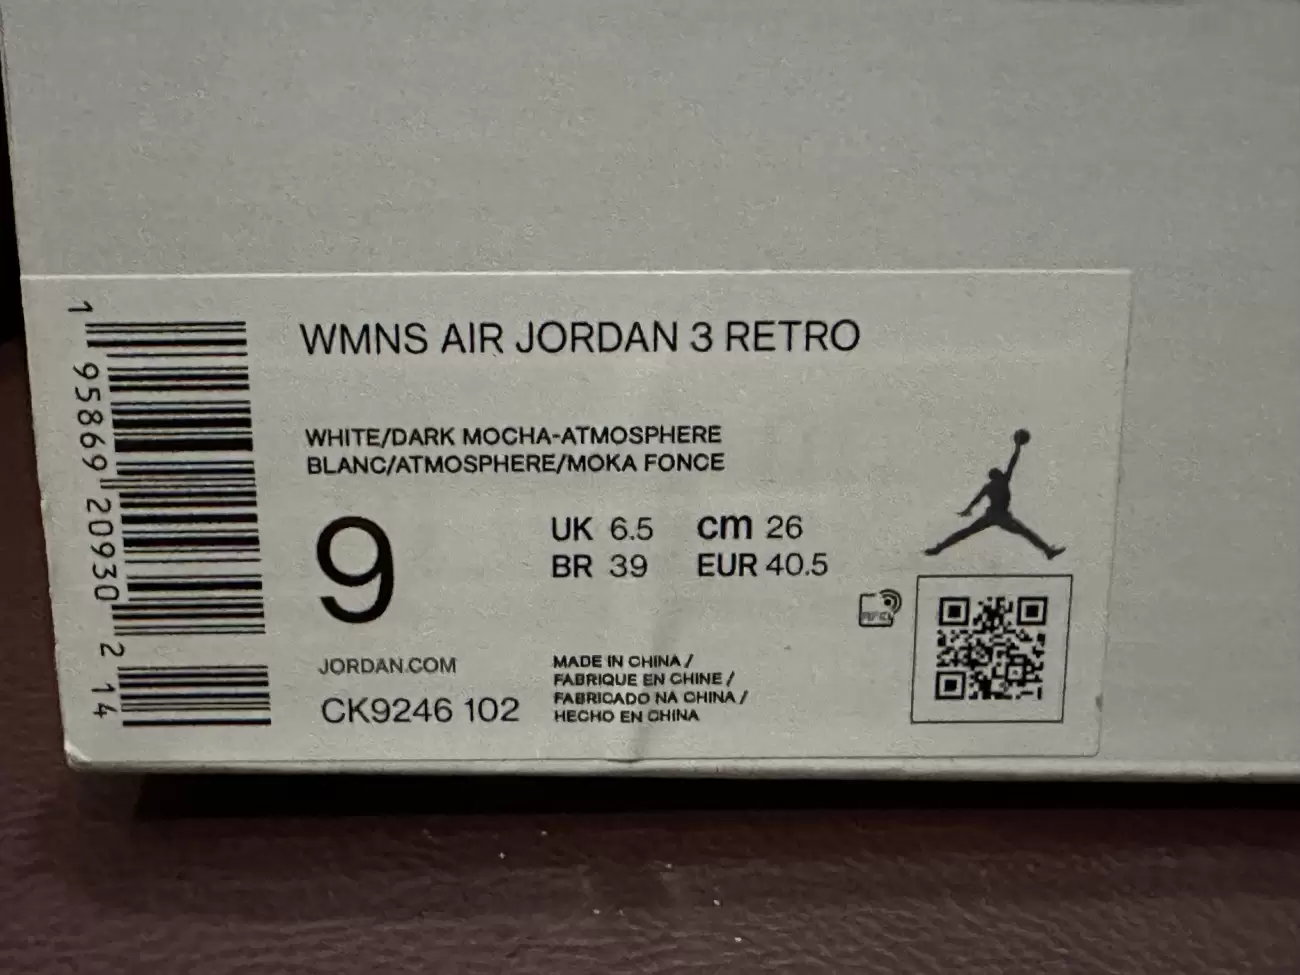 WMNS AIR JORDAN 3 RETRO
WHITE/DARK MOCHA-ATMOSPHERE
BLANC/ATMOSPHERE/MOKA FONCE
9
UK 6.5 cm 26
BR 39 EUR 40.5
JORDAN.COM
CK9246 102
MADE IN CHINA /
FABRIQUE EN CHINE /
FABRICADO NA CHINA /
HECHO EN CHINA
RFID
1 95869 20930 2 14